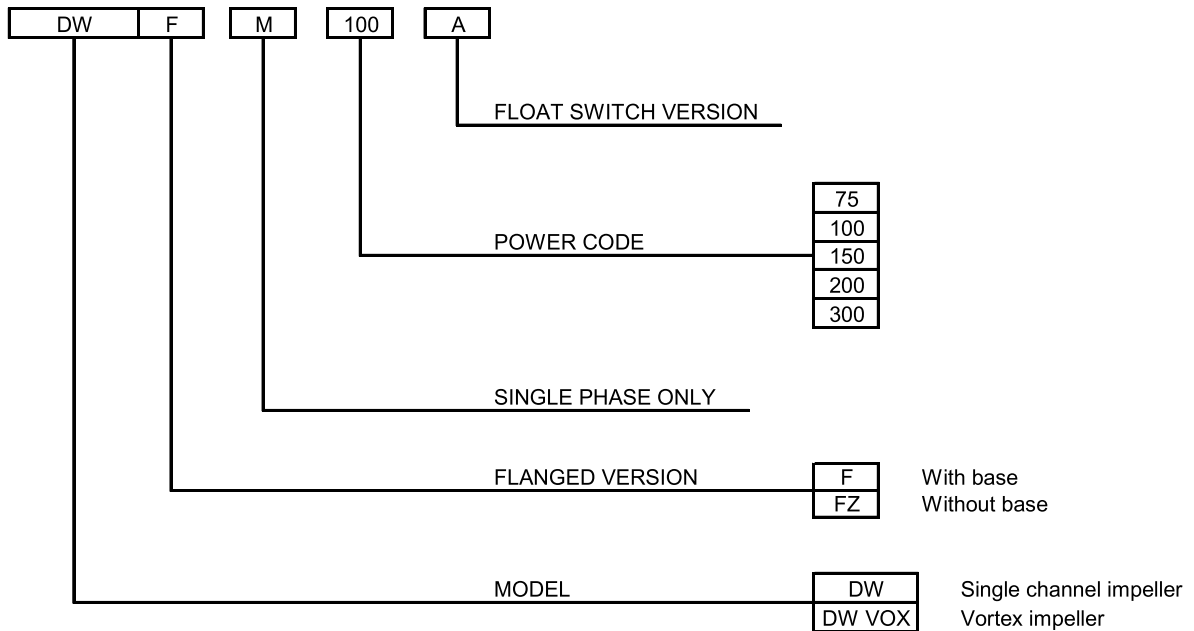 DW F M 100 A
FLOAT SWITCH VERSION
75
100
POWER CODE
150
200
300
SINGLE PHASE ONLY
FLANGED VERSION F With base
FZ Without base
MODEL DW Single channel impeller
DW VOX Vortex impeller